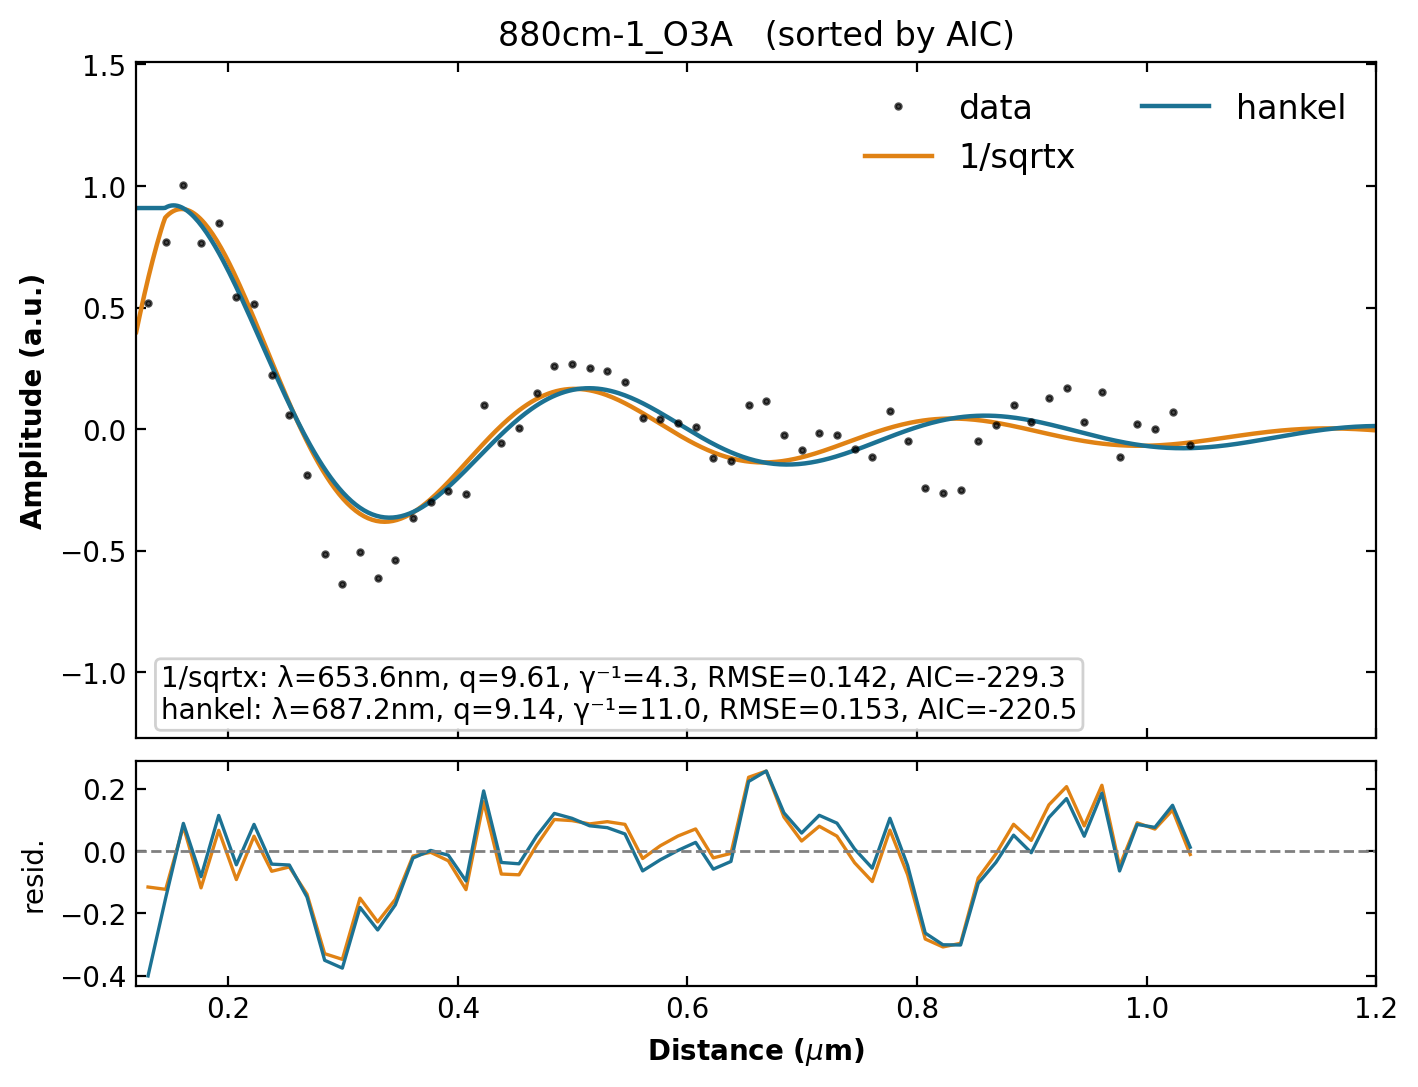 880cm-1_O3A (sorted by AIC)
1.5
1.0
0.5
0.0
−0.5
−1.0
Amplitude (a.u.)
data
1/sqrtx
hankel
1/sqrtx: λ=653.6nm, q=9.61, γ⁻¹=4.3, RMSE=0.142, AIC=-229.3
hankel: λ=687.2nm, q=9.14, γ⁻¹=11.0, RMSE=0.153, AIC=-220.5
0.2
0.0
−0.2
−0.4
resid.
0.2 0.4 0.6 0.8 1.0 1.2
Distance (μm)